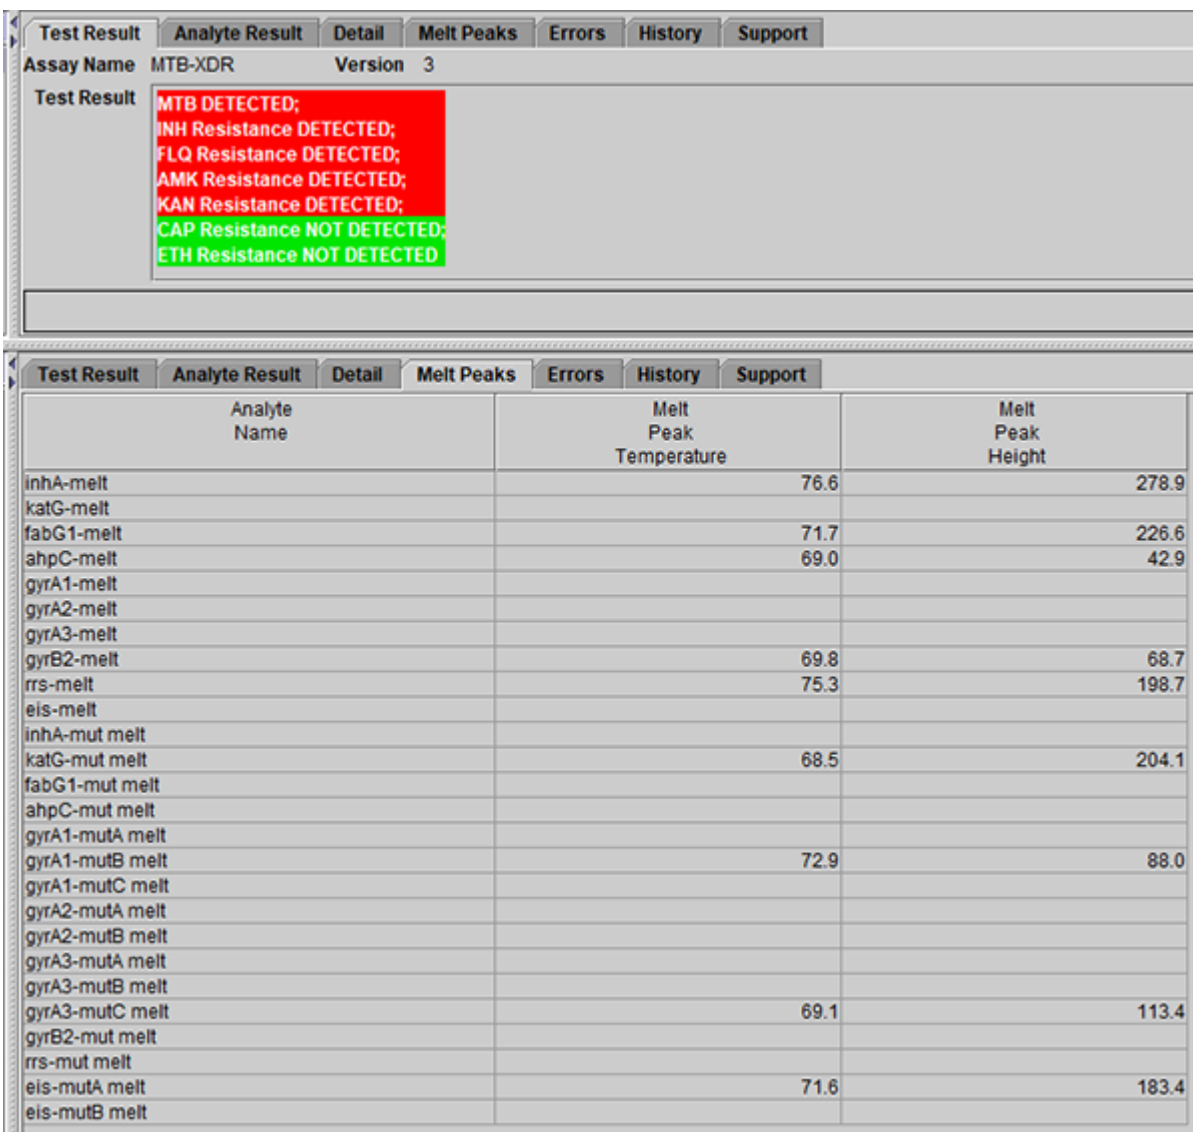 Test Result Analyte Result Detail Melt Peaks Errors History Support
Assay Name MTB-XDR Version 3
Test Result
MTB DETECTED;
INH Resistance DETECTED;
FLQ Resistance DETECTED;
AMK Resistance DETECTED;
KAN Resistance DETECTED;
CAP Resistance NOT DETECTED;
ETH Resistance NOT DETECTED
Test Result Analyte Result Detail Melt Peaks Errors History Support
Analyte Melt Melt
Name Peak Peak
Temperature Height
inhA-melt 76.6 278.9
katG-melt
fabG1-melt 71.7 226.6
ahpC-melt 69.0 42.9
gyrA1-melt
gyrA2-melt
gyrA3-melt
gyrB2-melt 69.8 68.7
rrs-melt 75.3 198.7
eis-melt
inhA-mut melt
katG-mut melt 68.5 204.1
fabG1-mut melt
ahpC-mut melt
gyrA1-mutA melt
gyrA1-mutB melt 72.9 88.0
gyrA1-mutC melt
gyrA2-mutA melt
gyrA2-mutB melt
gyrA3-mutA melt
gyrA3-mutB melt
gyrA3-mutC melt 69.1 113.4
gyrB2-mut melt
rrs-mut melt
eis-mutA melt 71.6 183.4
eis-mutB melt